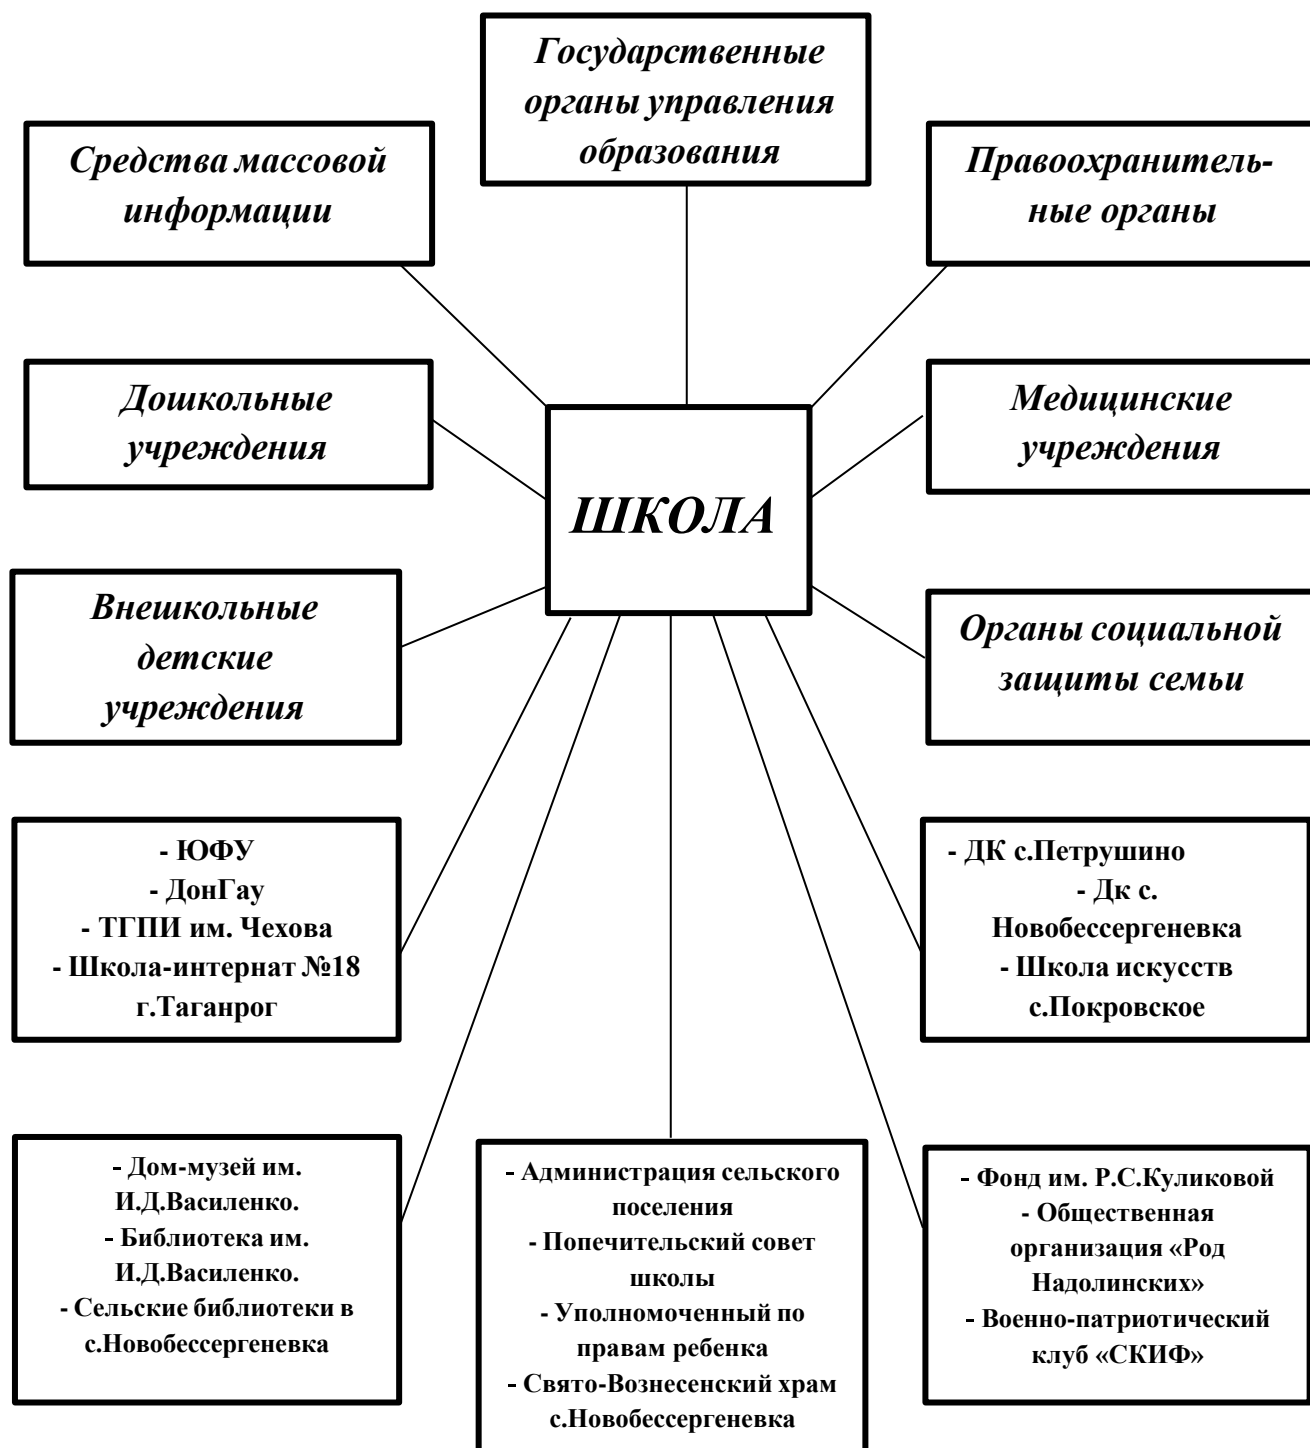 Государственные
органы управления
образования
Средства массовой
информации
Правоохранитель-
ные органы
Дошкольные
учреждения
Медицинские
учреждения
ШКОЛА
Внешкольные
детские
учреждения
Органы социальной
защиты семьи
- ЮФУ
- ДонГау
- ТГПИ им. Чехова
- Школа-интернат №18
г.Таганрог
- ДК с.Петрушино
- Дк с.
Новобессергеневка
- Школа искусств
с.Покровское
- Дом-музей им.
И.Д.Василенко.
- Библиотека им.
И.Д.Василенко.
- Сельские библиотеки в
с.Новобессергеневка
- Администрация сельского
поселения
- Попечительский совет
школы
- Уполномоченный по
правам ребенка
- Свято-Вознесенский храм
с.Новобессергеневка
- Фонд им. Р.С.Куликовой
- Общественная
организация «Род
Надолинских»
- Военно-патриотический
клуб «СКИФ»